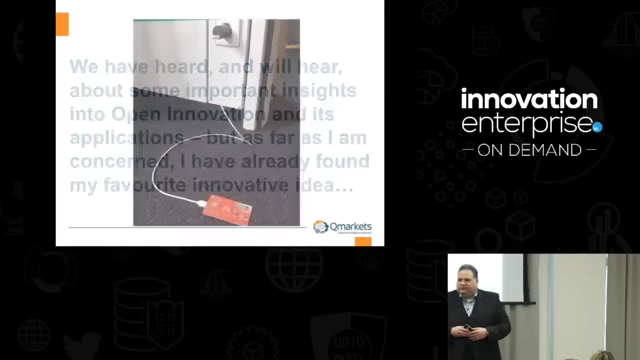 We have heard, and will hear,
about some important insights
into Open Innovation and its
applications... but as far as I am
concerned, I have already found
my favourite innovative idea...
Qmarkets
innovation
enterprise
ON DEMAND